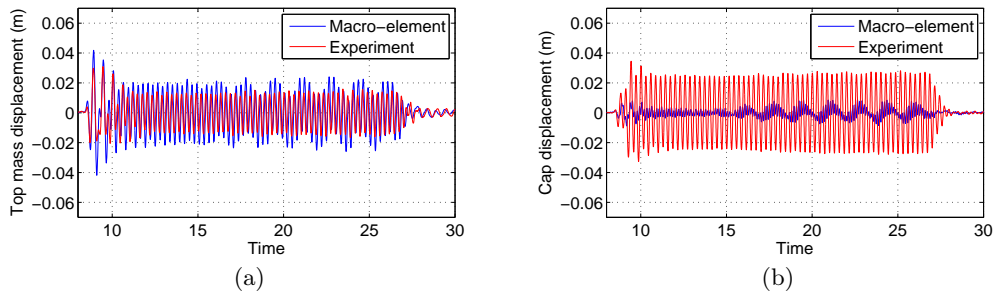 Top mass displacement (m)
0.06
0.04
0.02
0
−0.02
−0.04
−0.06
10
15
20
25
30
Time
Macro-element
Experiment
(a)
Cap displacement (m)
0.06
0.04
0.02
0
−0.02
−0.04
−0.06
10
15
20
25
30
Time
Macro-element
Experiment
(b)